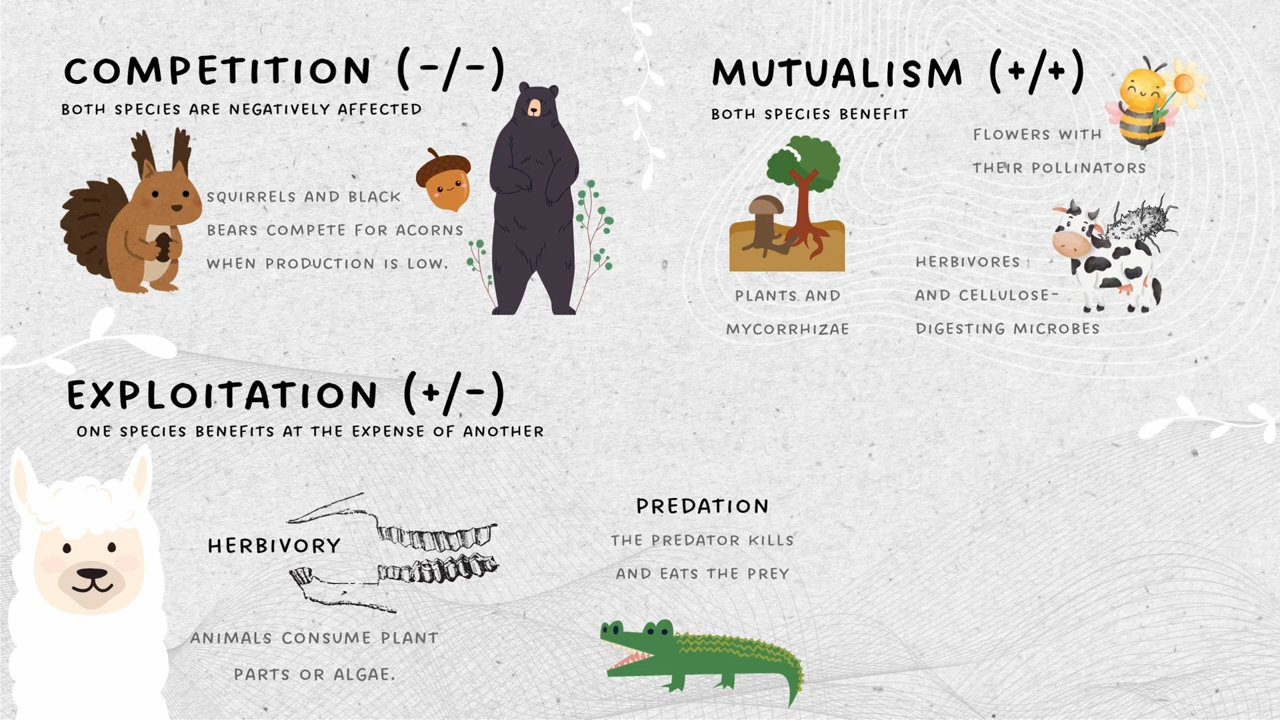 COMPETITION (-/-)
BOTH SPECIES ARE NEGATIVELY AFFECTED
SQUIRRELS AND BLACK
BEARS COMPETE FOR ACORNS
WHEN PRODUCTION IS LOW.
MUTUALISM (+/+)
BOTH SPECIES BENEFIT
FLOWERS WITH
THEIR POLLINATORS
PLANTS AND
MYCORRHIZAE
HERBIVORES
AND CELLULOSE-
DIGESTING MICROBES
EXPLOITATION (+/-)
ONE SPECIES BENEFITS AT THE EXPENSE OF ANOTHER
HERBIVORY
ANIMALS CONSUME PLANT
PARTS OR ALGAE.
PREDATION
THE PREDATOR KILLS
AND EATS THE PREY